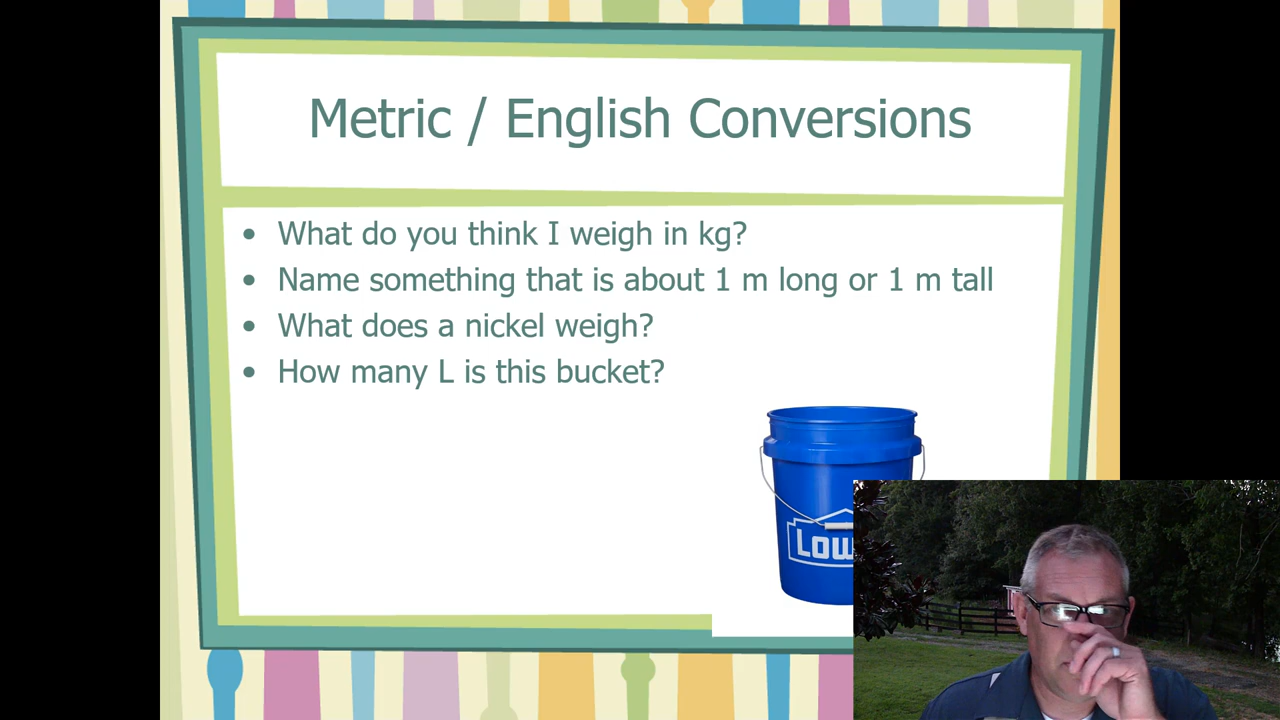 Metric / English Conversions
• What do you think I weigh in kg?
• Name something that is about 1 m long or 1 m tall
• What does a nickel weigh?
• How many L is this bucket?